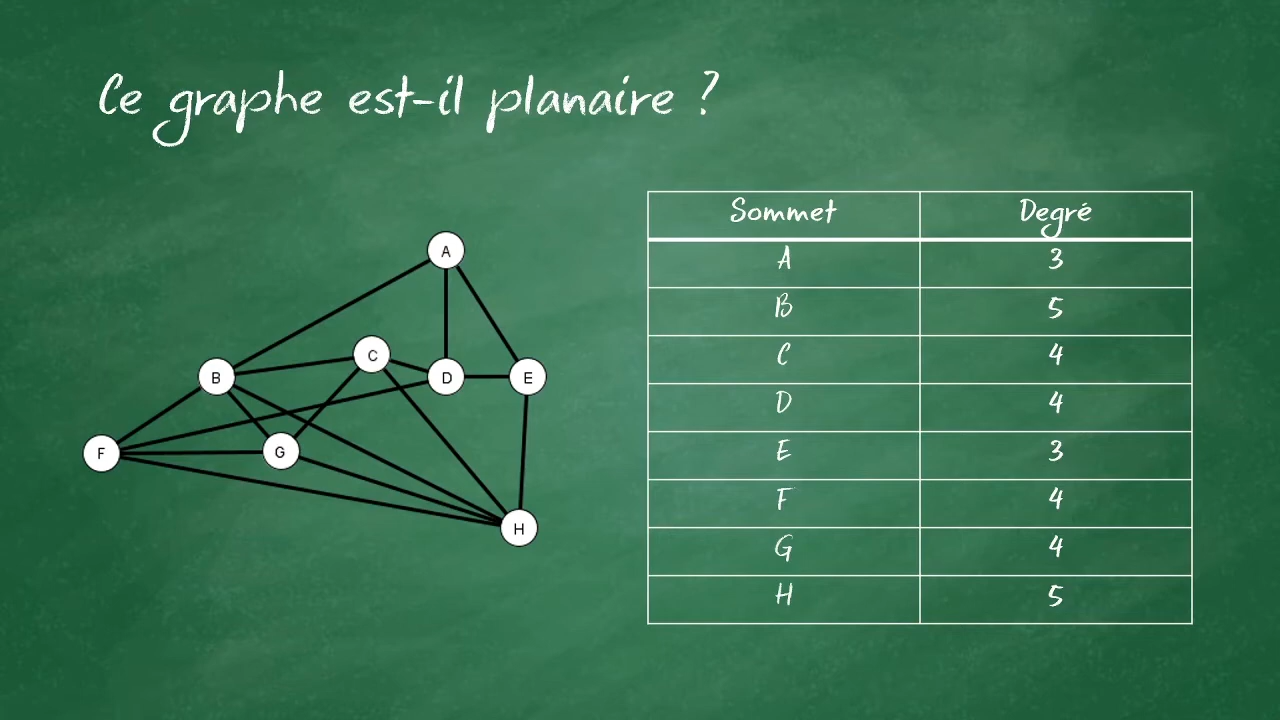 Ce graphe est-il planaire ?
Sommet Degré
A 3
B 5
C 4
D 4
E 3
F 4
G 4
H 5
A
C
B D E
F G
H